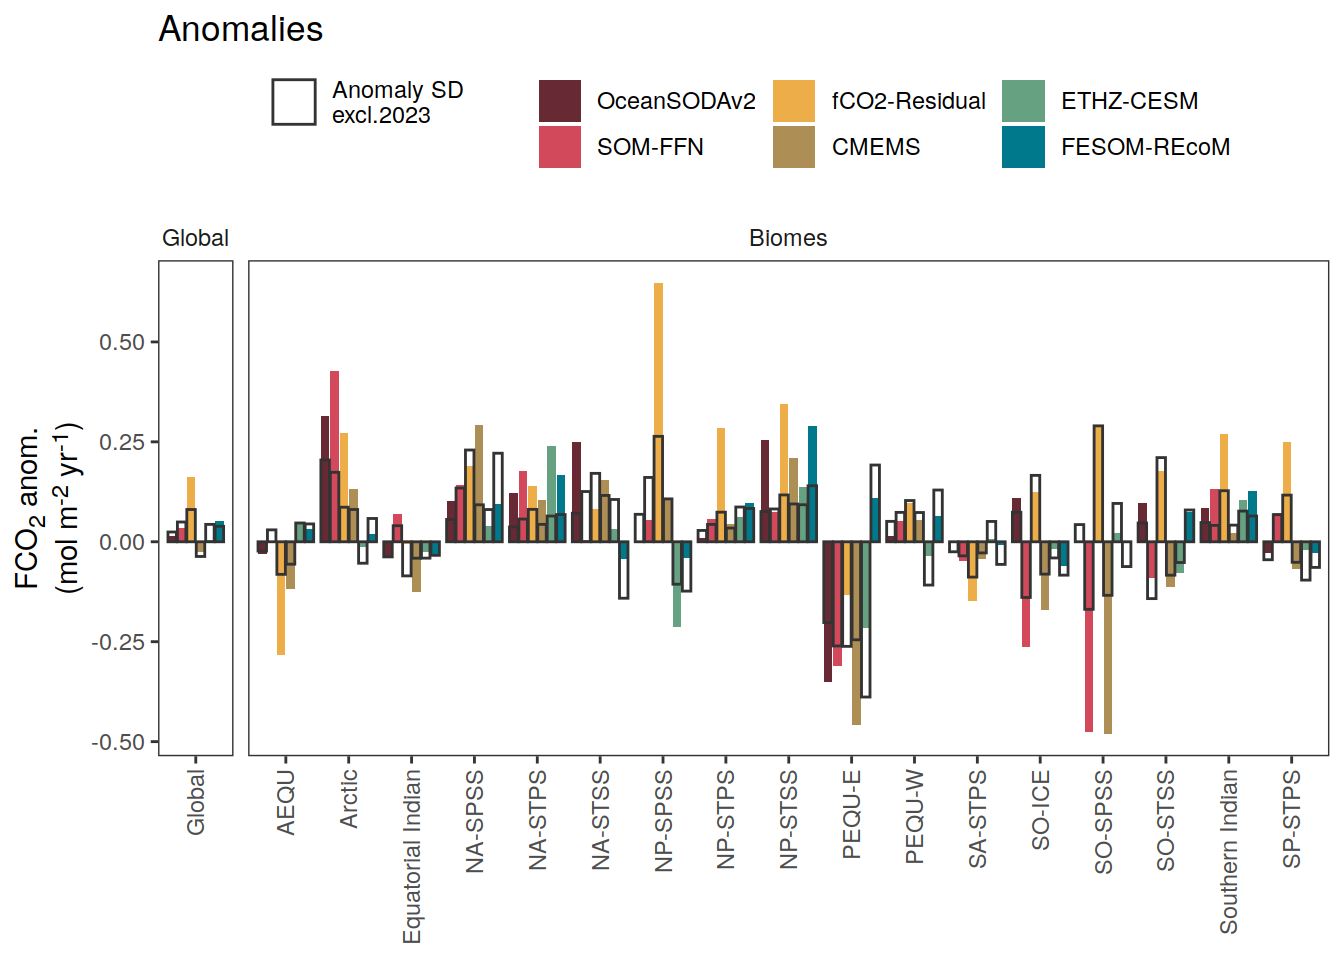 Anomalies
Anomaly SD
excl.2023
OceanSODAv2
fCO2-Residual
ETHZ-CESM
SOM-FFN
CMEMS
FESOM-REcoM
Global
Biomes
FCO₂ anom.
(mol m⁻² yr⁻¹)
0.50
0.25
0.00
-0.25
-0.50
Global
AEQU
Arctic
Equatorial Indian
NA-SPSS
NA-STPS
NA-STSS
NP-SPSS
NP-STPS
NP-STSS
PEQU-E
PEQU-W
SA-STPS
SO-ICE
SO-SPSS
SO-STSS
Southern Indian
SP-STPS